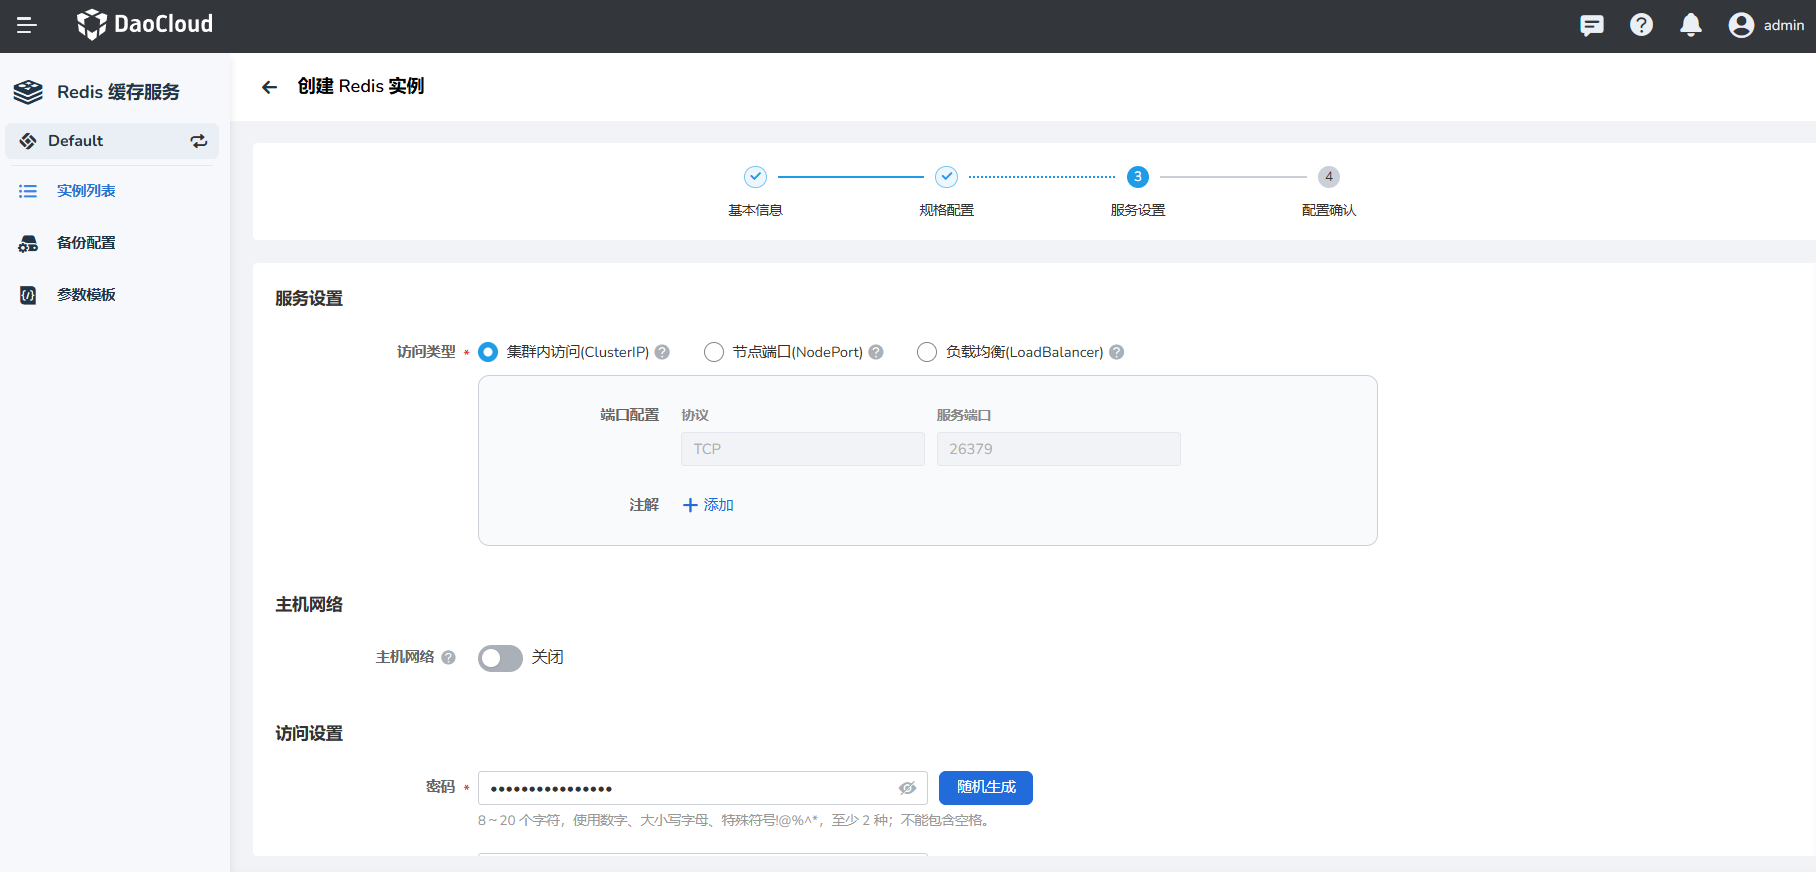 DaoCloud
admin
Redis 缓存服务
Default
实例列表
备份配置
参数模板
创建 Redis 实例
3
4
基本信息
规格配置
服务设置
配置确认
服务设置
访问类型 * 集群内访问(ClusterIP) ? 节点端口(NodePort) ? 负载均衡(LoadBalancer) ?
端口配置 协议 服务端口
TCP 26379
注解 + 添加
主机网络
主机网络 ? 关闭
访问设置
密码 * •••••••••••••••• 随机生成
8~20 个字符，使用数字、大小写字母、特殊符号!@%^*，至少 2 种；不能包含空格。